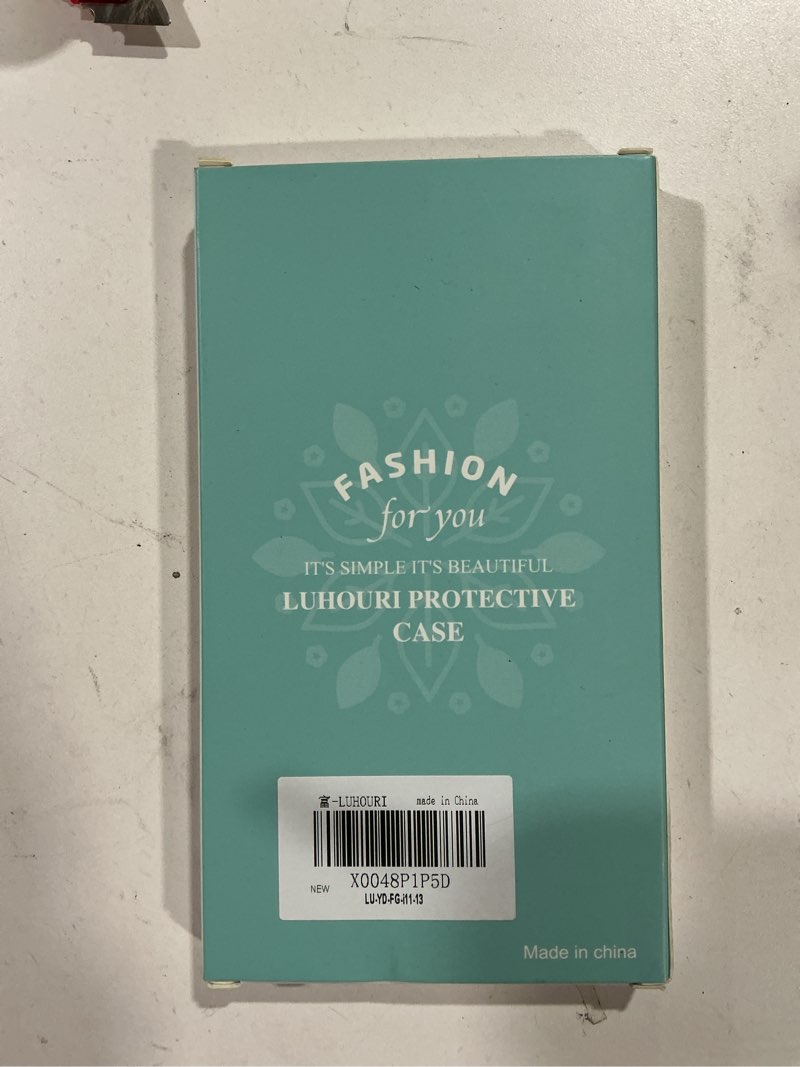 FASHION
for you
IT'S SIMPLE IT'S BEAUTIFUL
LUHOURI PROTECTIVE
CASE
富-LUHOURI made in China
X0048P1P5D
NEW
LU-YD-FG-i11-13
Made in china